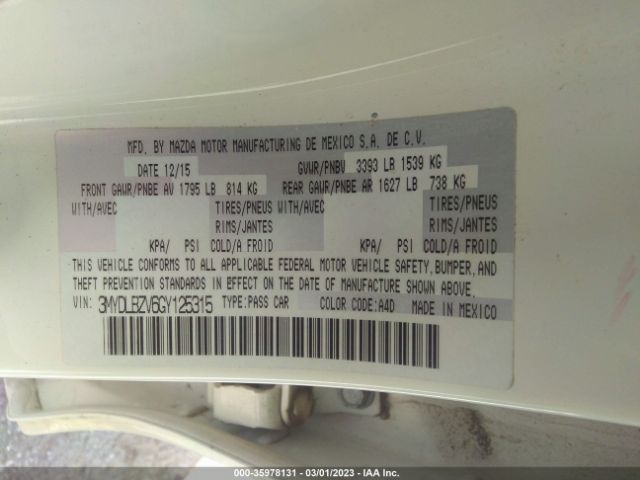 MFD. BY MAZDA MOTOR MANUFACTURING DE MEXICO S.A. DE C.V.
DATE 12/15 GVWR/PNBV 3393 LB 1539 KG
FRONT GAWR/PNBE AV 1795 LB 814 KG REAR GAWR/PNBE AR 1627 LB 738 KG
WITH/AVEC TIRES/PNEUS WITH/AVEC TIRES/PNEUS
RIMS/JANTES RIMS/JANTES
KPA/ PSI COLD/A FROID KPA/ PSI COLD/A FROID
THIS VEHICLE CONFORMS TO ALL APPLICABLE FEDERAL MOTOR VEHICLE SAFETY, BUMPER, AND
THEFT PREVENTION STANDARDS IN EFFECT ON THE DATE OF MANUFACTURE SHOWN ABOVE.
VIN: 3MYDLBZV6GY125315 TYPE: PASS CAR COLOR CODE: A4D MADE IN MEXICO
000-35978131 - 03/01/2023 - IAA Inc.